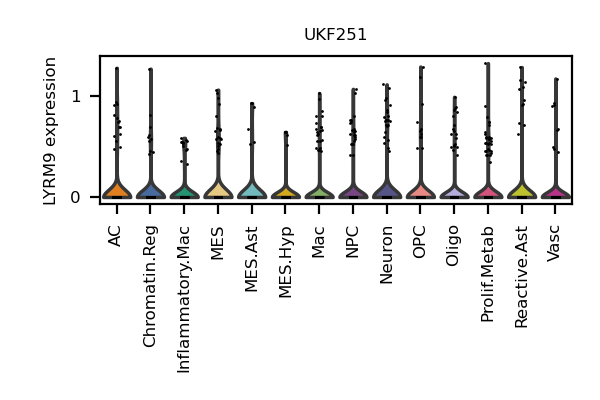 UKF251
LYRM9 expression
1
0
AC
Chromatin.Reg
Inflammatory.Mac
MES
MES.Ast
MES.Hyp
Mac
NPC
Neuron
OPC
Oligo
Prolif.Metab
Reactive.Ast
Vasc